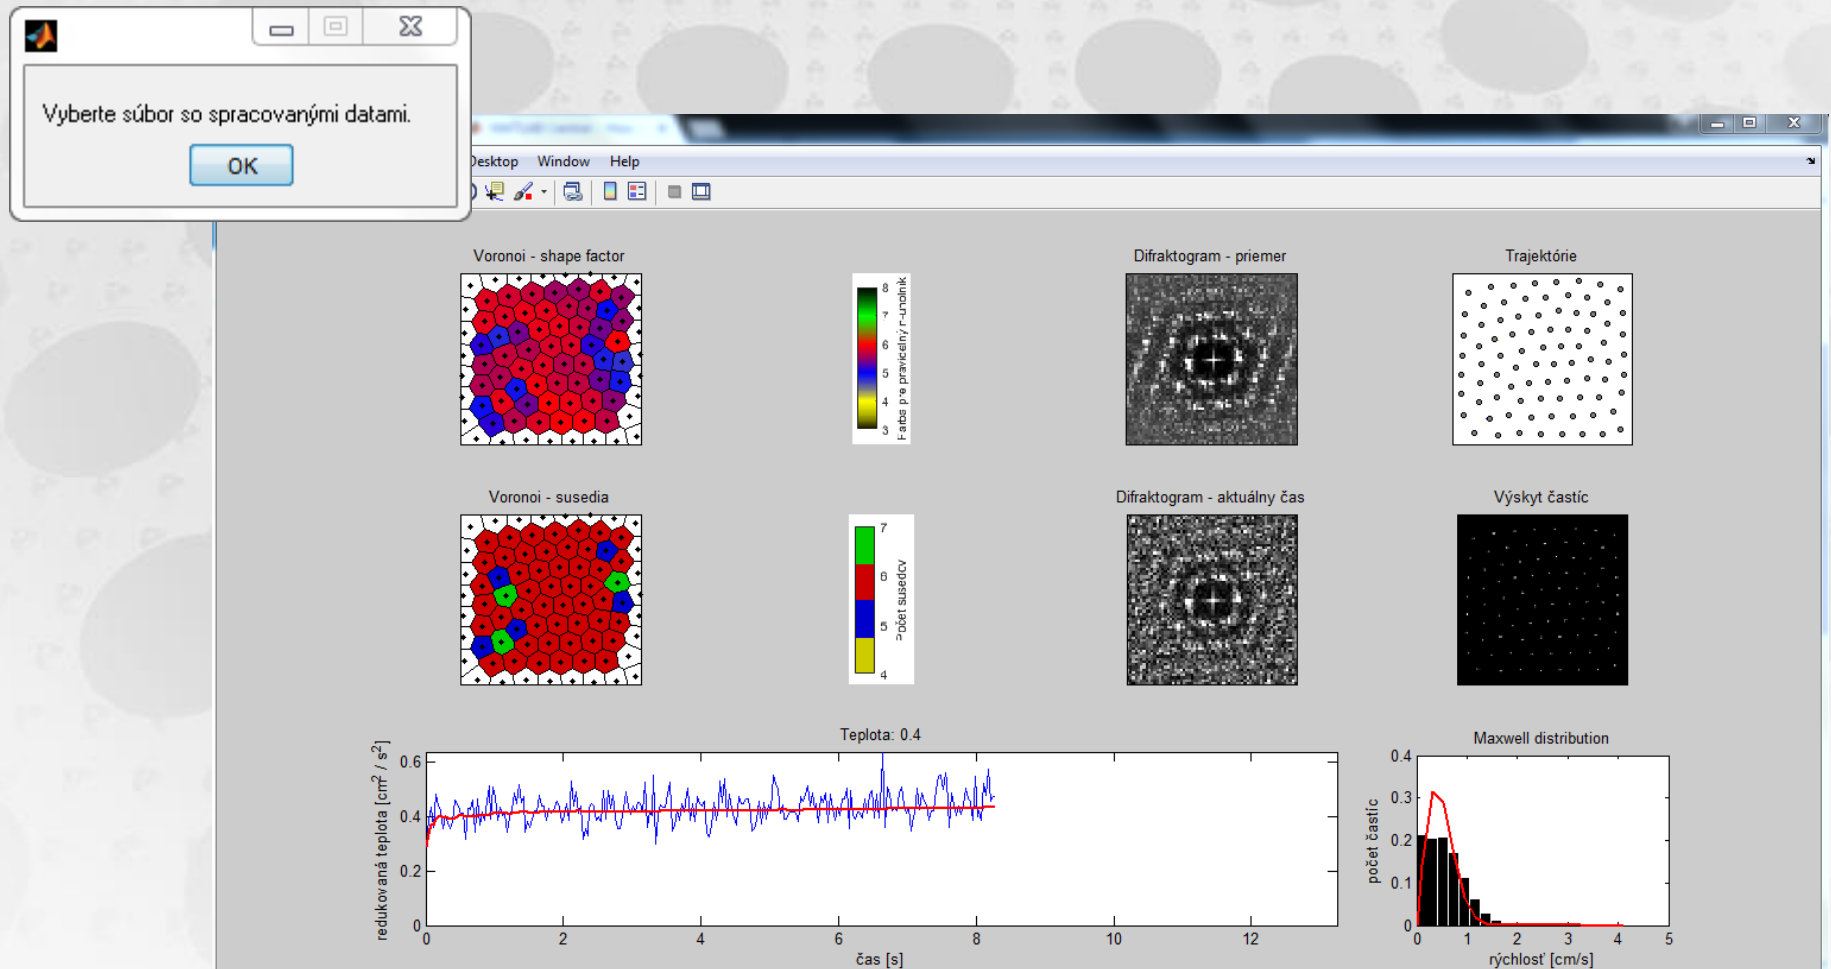 Vyberte súbor so spracovanými datami.
OK
Desktop Window Help
Voronoi - shape factor
Difraktogram - priemer
Trajektórie
8
7
6
5
4
3
Farba pre pravidelný n-uholník
Voronoi - susedia
Difraktogram - aktuálny čas
Výskyt častíc
7
6
5
4
Počet susedov
Teplota: 0.4
redukovaná teplota [cm² / s²]
0.6
0.4
0.2
0
0 2 4 6 8 10 12
čas [s]
Maxwell distribution
počet častíc
0.4
0.3
0.2
0.1
0
0 1 2 3 4 5
rýchlosť [cm/s]